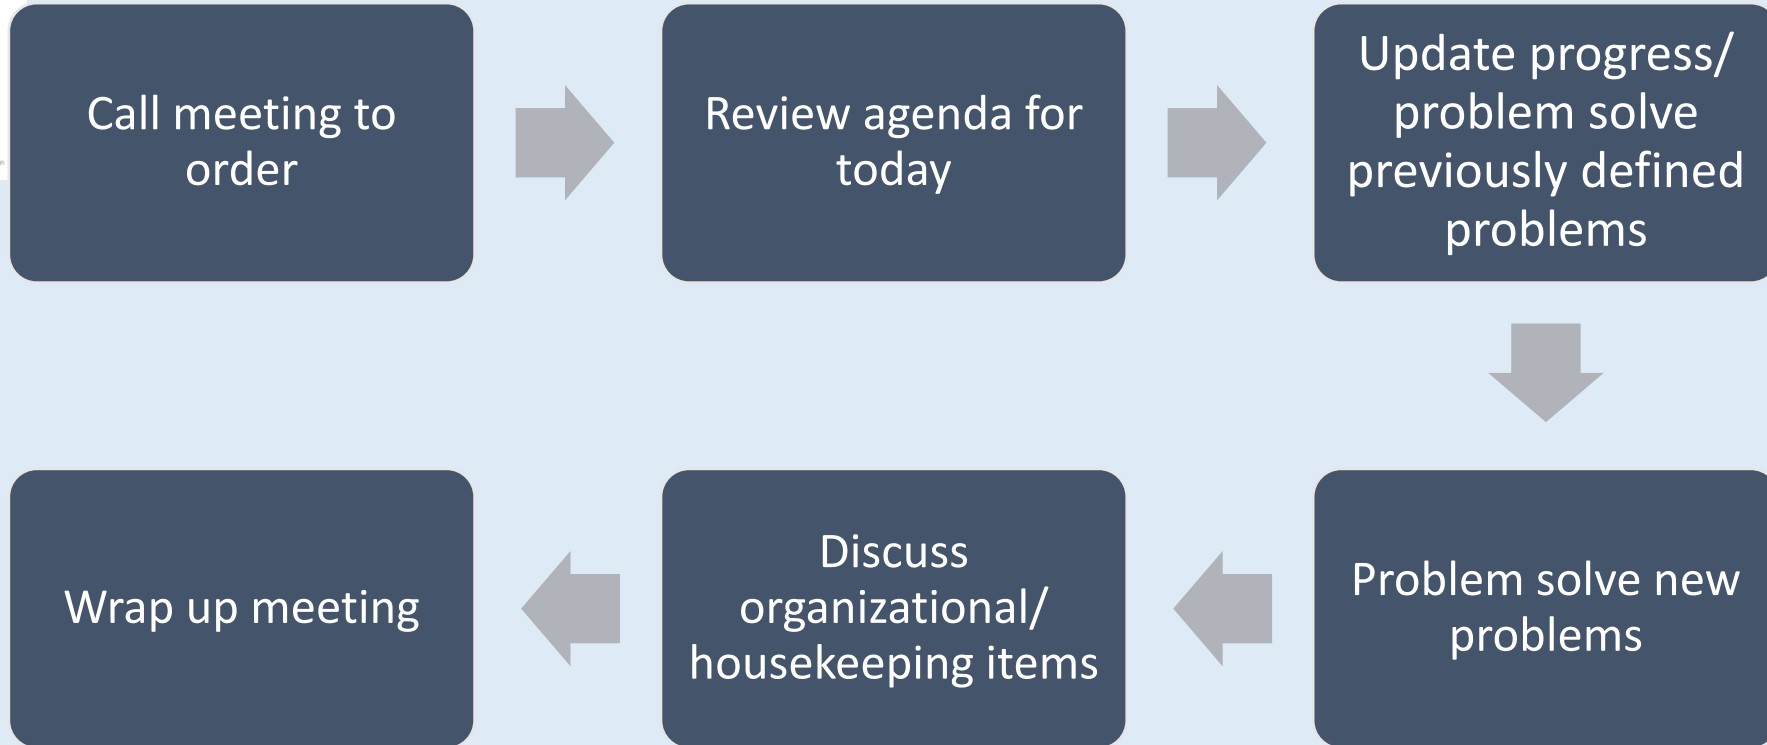 Call meeting to
order
Review agenda for
today
Update progress/
problem solve
previously defined
problems
Problem solve new
problems
Discuss
organizational/
housekeeping items
Wrap up meeting